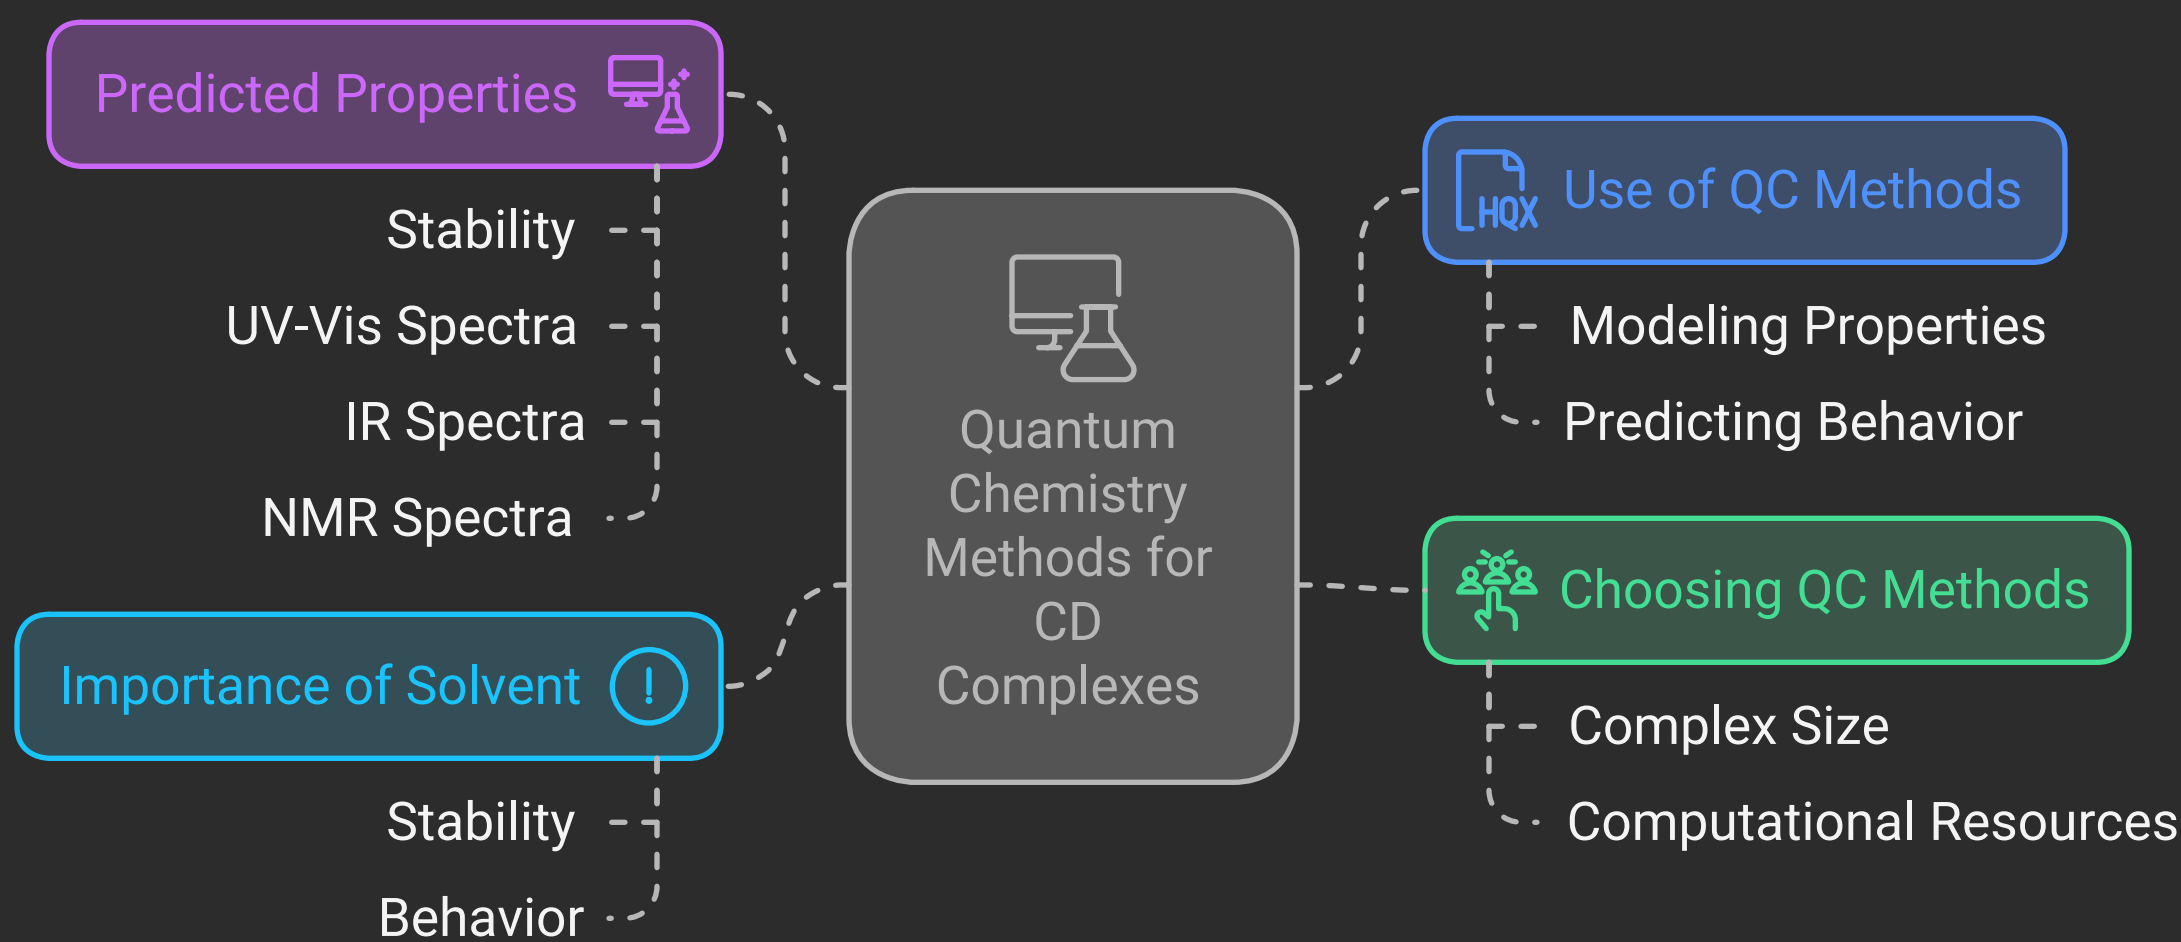 Predicted Properties
Stability
UV-Vis Spectra
IR Spectra
NMR Spectra
Importance of Solvent
Stability
Behavior
Quantum
Chemistry
Methods for
CD
Complexes
HQX
Use of QC Methods
Modeling Properties
Predicting Behavior
Choosing QC Methods
Complex Size
Computational Resources